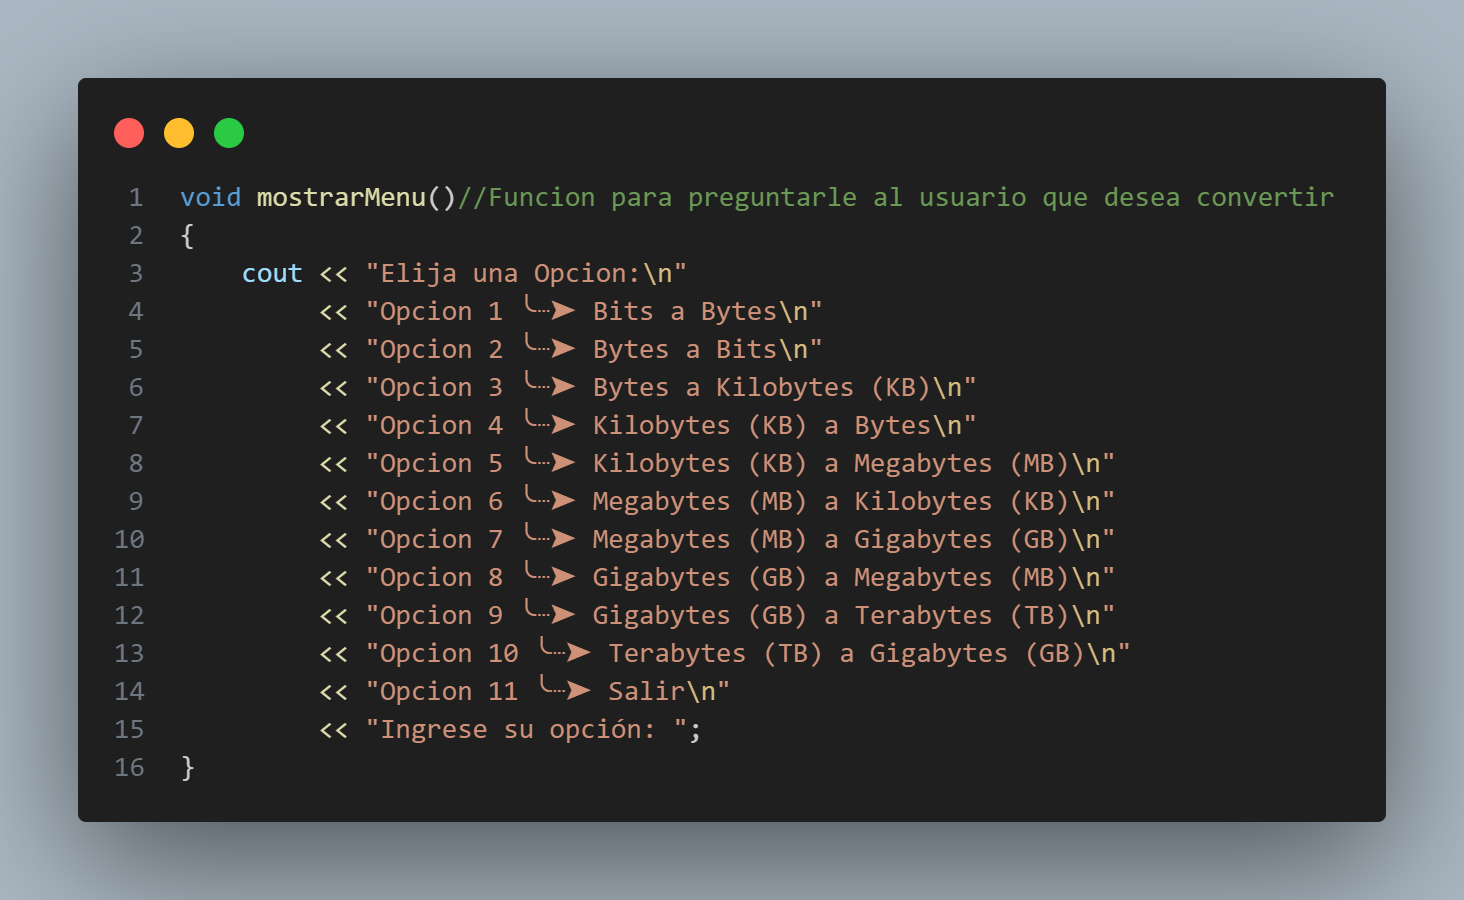 1 void mostrarMenu()//Funcion para preguntarle al usuario que desea convertir
2 {
3     cout << "Elija una Opcion:\n"
4          << "Opcion 1 ╰┈➤ Bits a Bytes\n"
5          << "Opcion 2 ╰┈➤ Bytes a Bits\n"
6          << "Opcion 3 ╰┈➤ Bytes a Kilobytes (KB)\n"
7          << "Opcion 4 ╰┈➤ Kilobytes (KB) a Bytes\n"
8          << "Opcion 5 ╰┈➤ Kilobytes (KB) a Megabytes (MB)\n"
9          << "Opcion 6 ╰┈➤ Megabytes (MB) a Kilobytes (KB)\n"
10          << "Opcion 7 ╰┈➤ Megabytes (MB) a Gigabytes (GB)\n"
11          << "Opcion 8 ╰┈➤ Gigabytes (GB) a Megabytes (MB)\n"
12          << "Opcion 9 ╰┈➤ Gigabytes (GB) a Terabytes (TB)\n"
13          << "Opcion 10 ╰┈➤ Terabytes (TB) a Gigabytes (GB)\n"
14          << "Opcion 11 ╰┈➤ Salir\n"
15          << "Ingrese su opción: ";
16 }